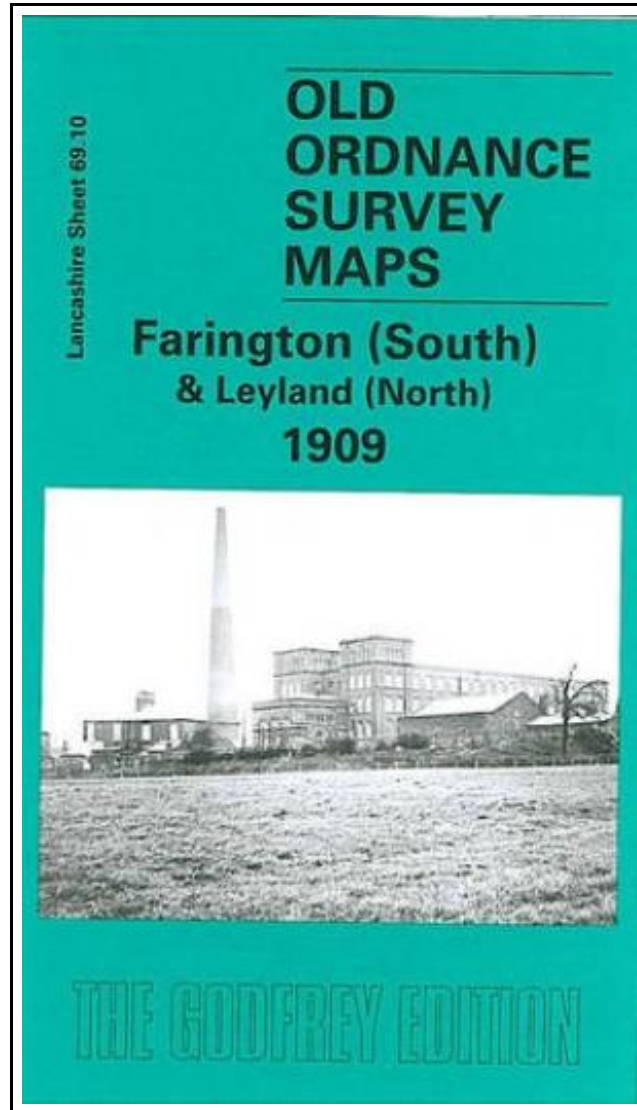 Lancashire Sheet 69.10
OLD
ORDNANCE
SURVEY
MAPS
Farington (South)
& Leyland (North)
1909
THE GODFREY EDITION